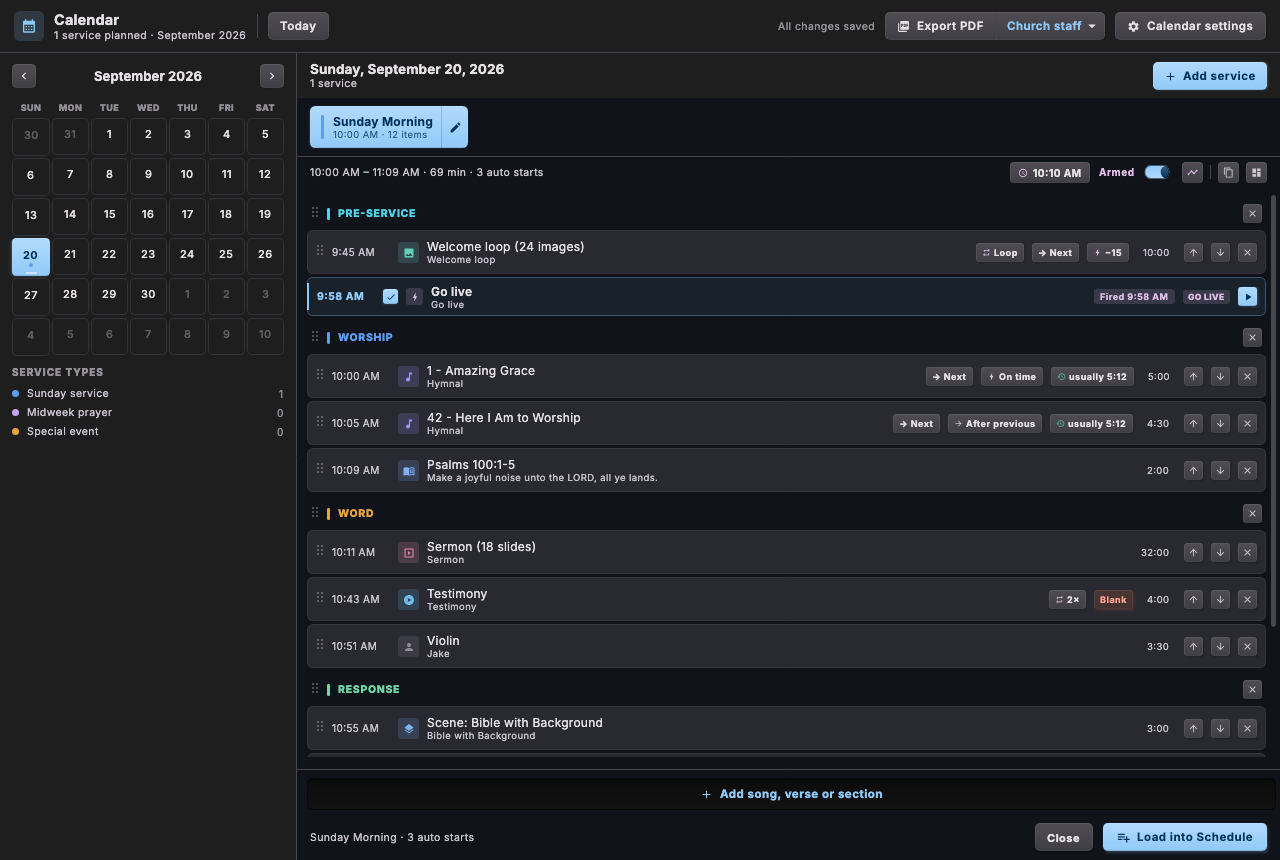 Calendar
1 service planned · September 2026
Today
All changes saved
Export PDF
Church staff
Calendar settings
September 2026
SUN MON TUE WED THU FRI SAT
30 31 1 2 3 4 5
6 7 8 9 10 11 12
13 14 15 16 17 18 19
20 21 22 23 24 25 26
27 28 29 30 1 2 3
4 5 6 7 8 9 10
SERVICE TYPES
Sunday service 1
Midweek prayer 0
Special event 0
Sunday, September 20, 2026
1 service
+ Add service
Sunday Morning
10:00 AM · 12 items
10:00 AM – 11:09 AM · 69 min · 3 auto starts
10:10 AM
Armed
PRE-SERVICE
9:45 AM
Welcome loop (24 images)
Welcome loop
Loop
→ Next
−15
10:00
9:58 AM
Go live
Go live
Fired 9:58 AM
GO LIVE
WORSHIP
10:00 AM
1 - Amazing Grace
Hymnal
→ Next
On time
usually 5:12
5:00
10:05 AM
42 - Here I Am to Worship
Hymnal
→ Next
→ After previous
usually 5:12
4:30
10:09 AM
Psalms 100:1-5
Make a joyful noise unto the LORD, all ye lands.
2:00
WORD
10:11 AM
Sermon (18 slides)
Sermon
32:00
10:43 AM
Testimony
Testimony
2×
Blank
4:00
10:51 AM
Violin
Jake
3:30
RESPONSE
10:55 AM
Scene: Bible with Background
Bible with Background
3:00
+ Add song, verse or section
Sunday Morning · 3 auto starts
Close
Load into Schedule